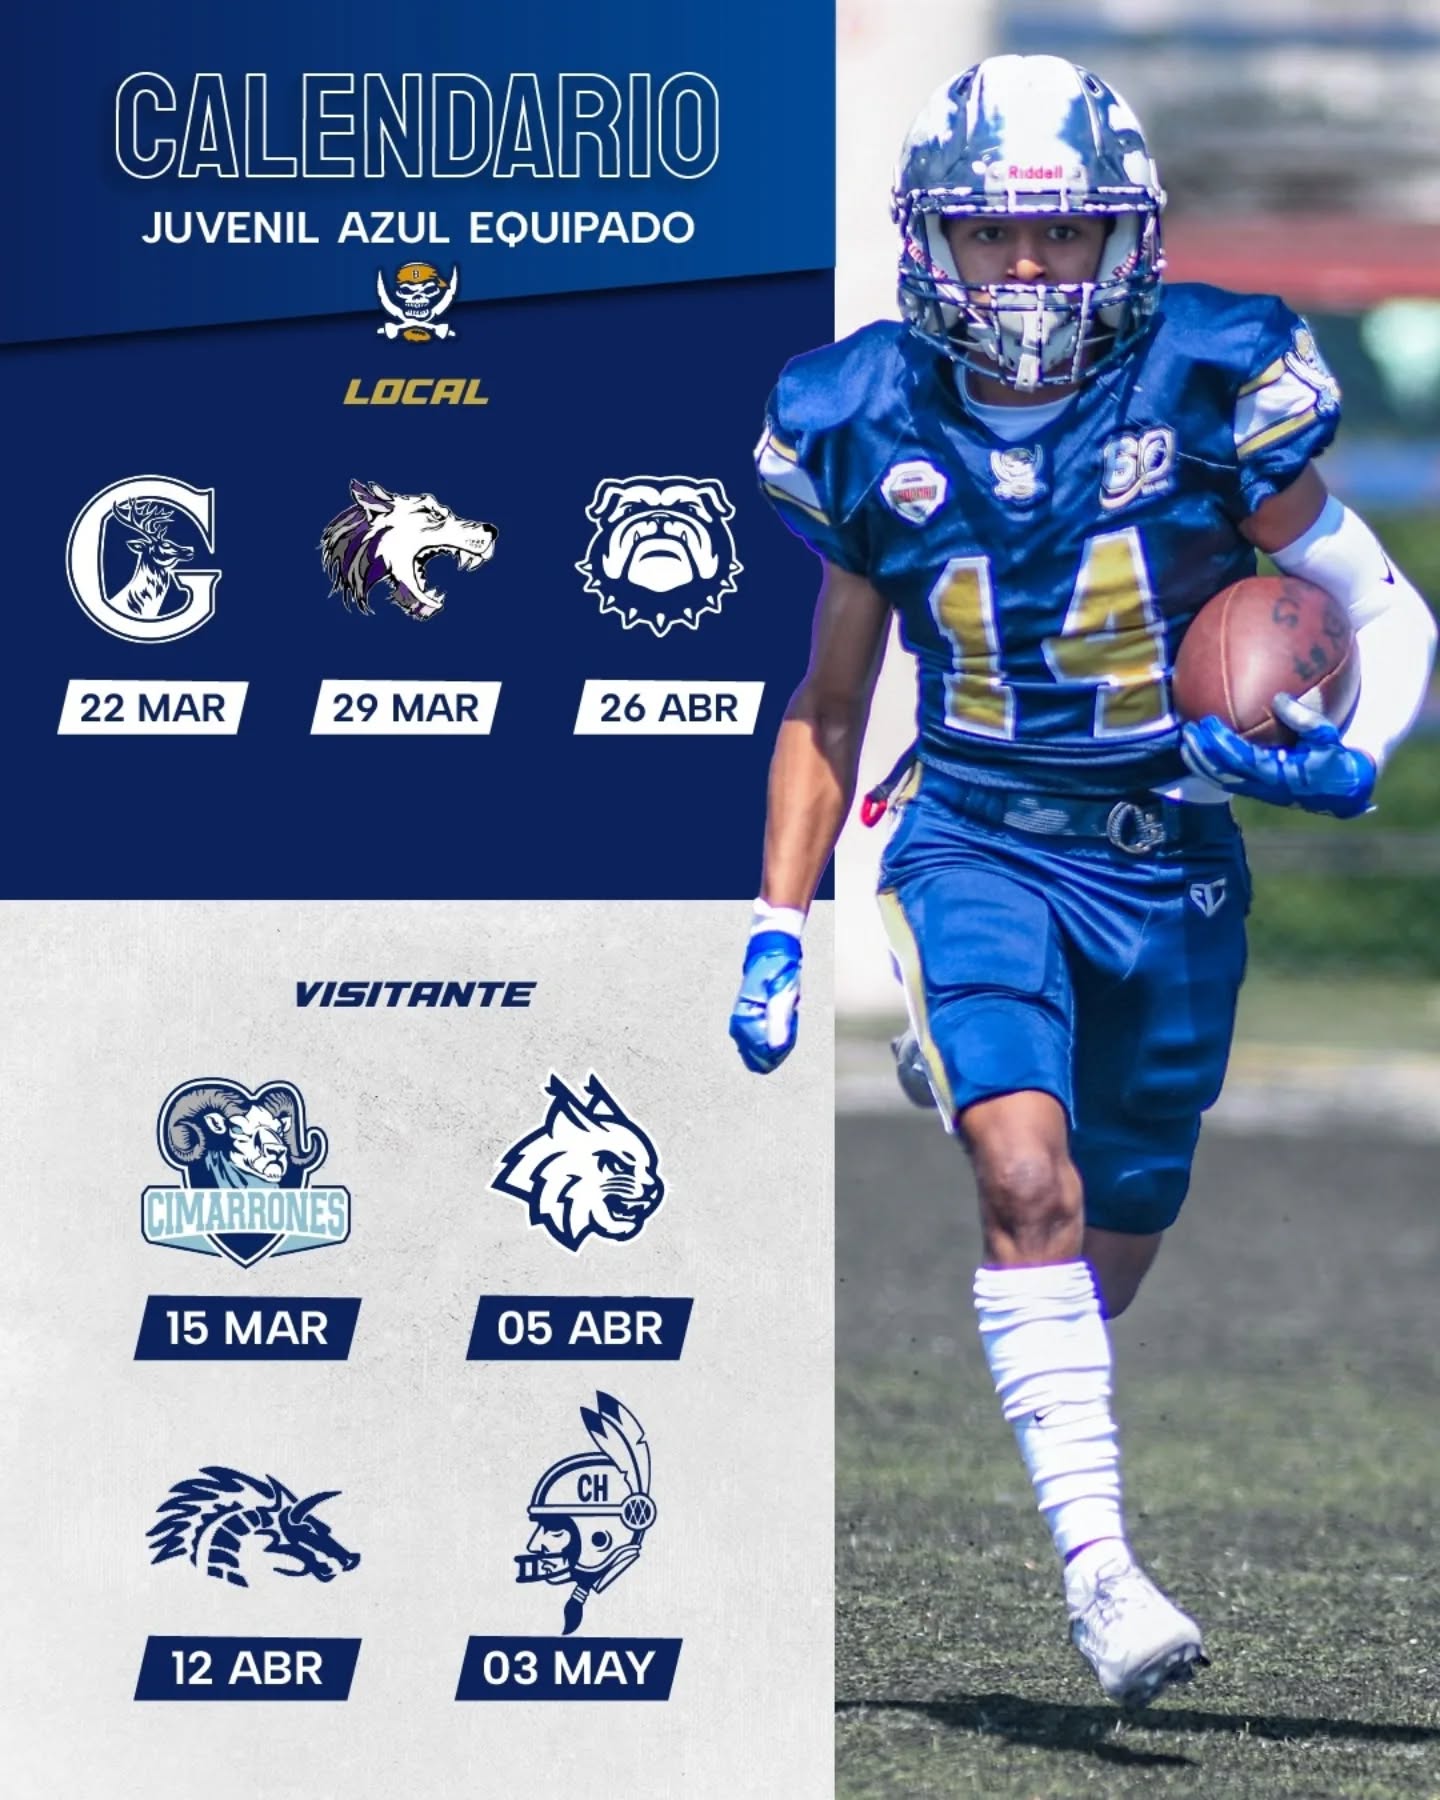 CALENDARIO
JUVENIL AZUL EQUIPADO
B
LOCAL
G
22 MAR
29 MAR
26 ABR
VISITANTE
CIMARRONES
15 MAR
05 ABR
CH
12 ABR
03 MAY
Riddell
60
14